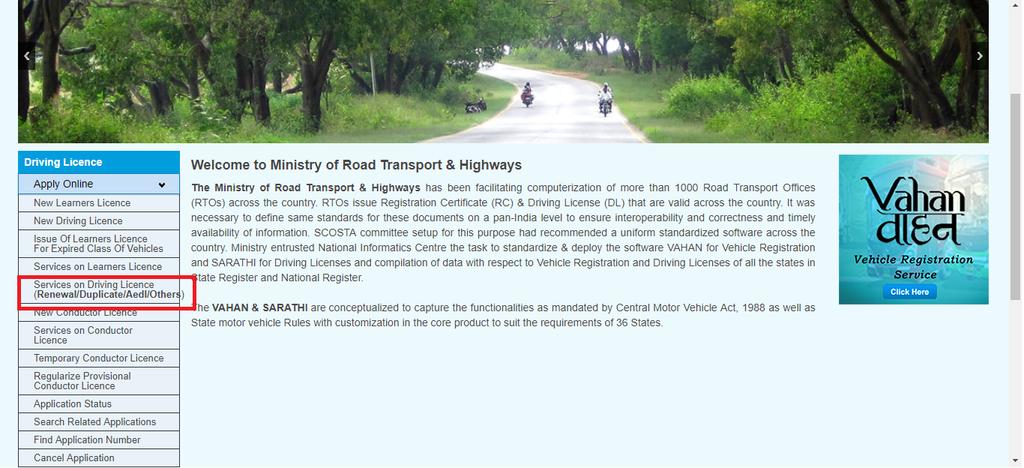 Driving Licence
Apply Online
New Learners Licence
New Driving Licence
Issue Of Learners Licence
For Expired Class Of Vehicles
Services on Learners Licence
Services on Driving Licence
(Renewal/Duplicate/Aedl/Others)
New Conductor Licence
Services on Conductor
Licence
Temporary Conductor Licence
Regularize Provisional
Conductor Licence
Application Status
Search Related Applications
Find Application Number
Cancel Application
Welcome to Ministry of Road Transport & Highways
The Ministry of Road Transport & Highways has been facilitating computerization of more than 1000 Road Transport Offices
(RTOs) across the country. RTOs issue Registration Certificate (RC) & Driving License (DL) that are valid across the country. It was
necessary to define same standards for these documents on a pan-India level to ensure interoperability and correctness and timely
availability of information. SCOSTA committee setup for this purpose had recommended a uniform standardized software across the
country. Ministry entrusted National Informatics Centre the task to standardize & deploy the software VAHAN for Vehicle Registration
and SARATHI for Driving Licenses and compilation of data with respect to Vehicle Registration and Driving Licenses of all the states in
State Register and National Register.
The VAHAN & SARATHI are conceptualized to capture the functionalities as mandated by Central Motor Vehicle Act, 1988 as well as
State motor vehicle Rules with customization in the core product to suit the requirements of 36 States.
Vahan
वाहन
Vehicle Registration
Service
Click Here